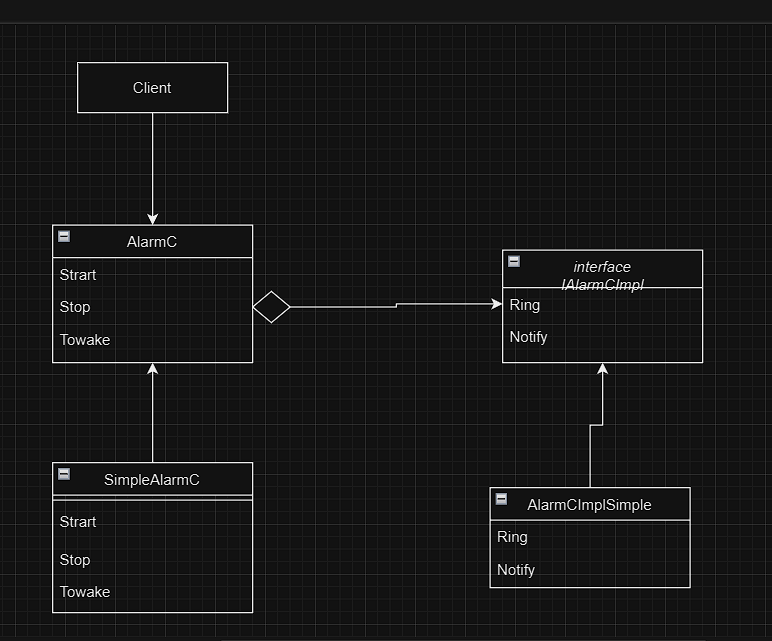 Client
AlarmC
Strart
Stop
Towake
interface
IAlarmCImpl
Ring
Notify
SimpleAlarmC
Strart
Stop
Towake
AlarmCImplSimple
Ring
Notify